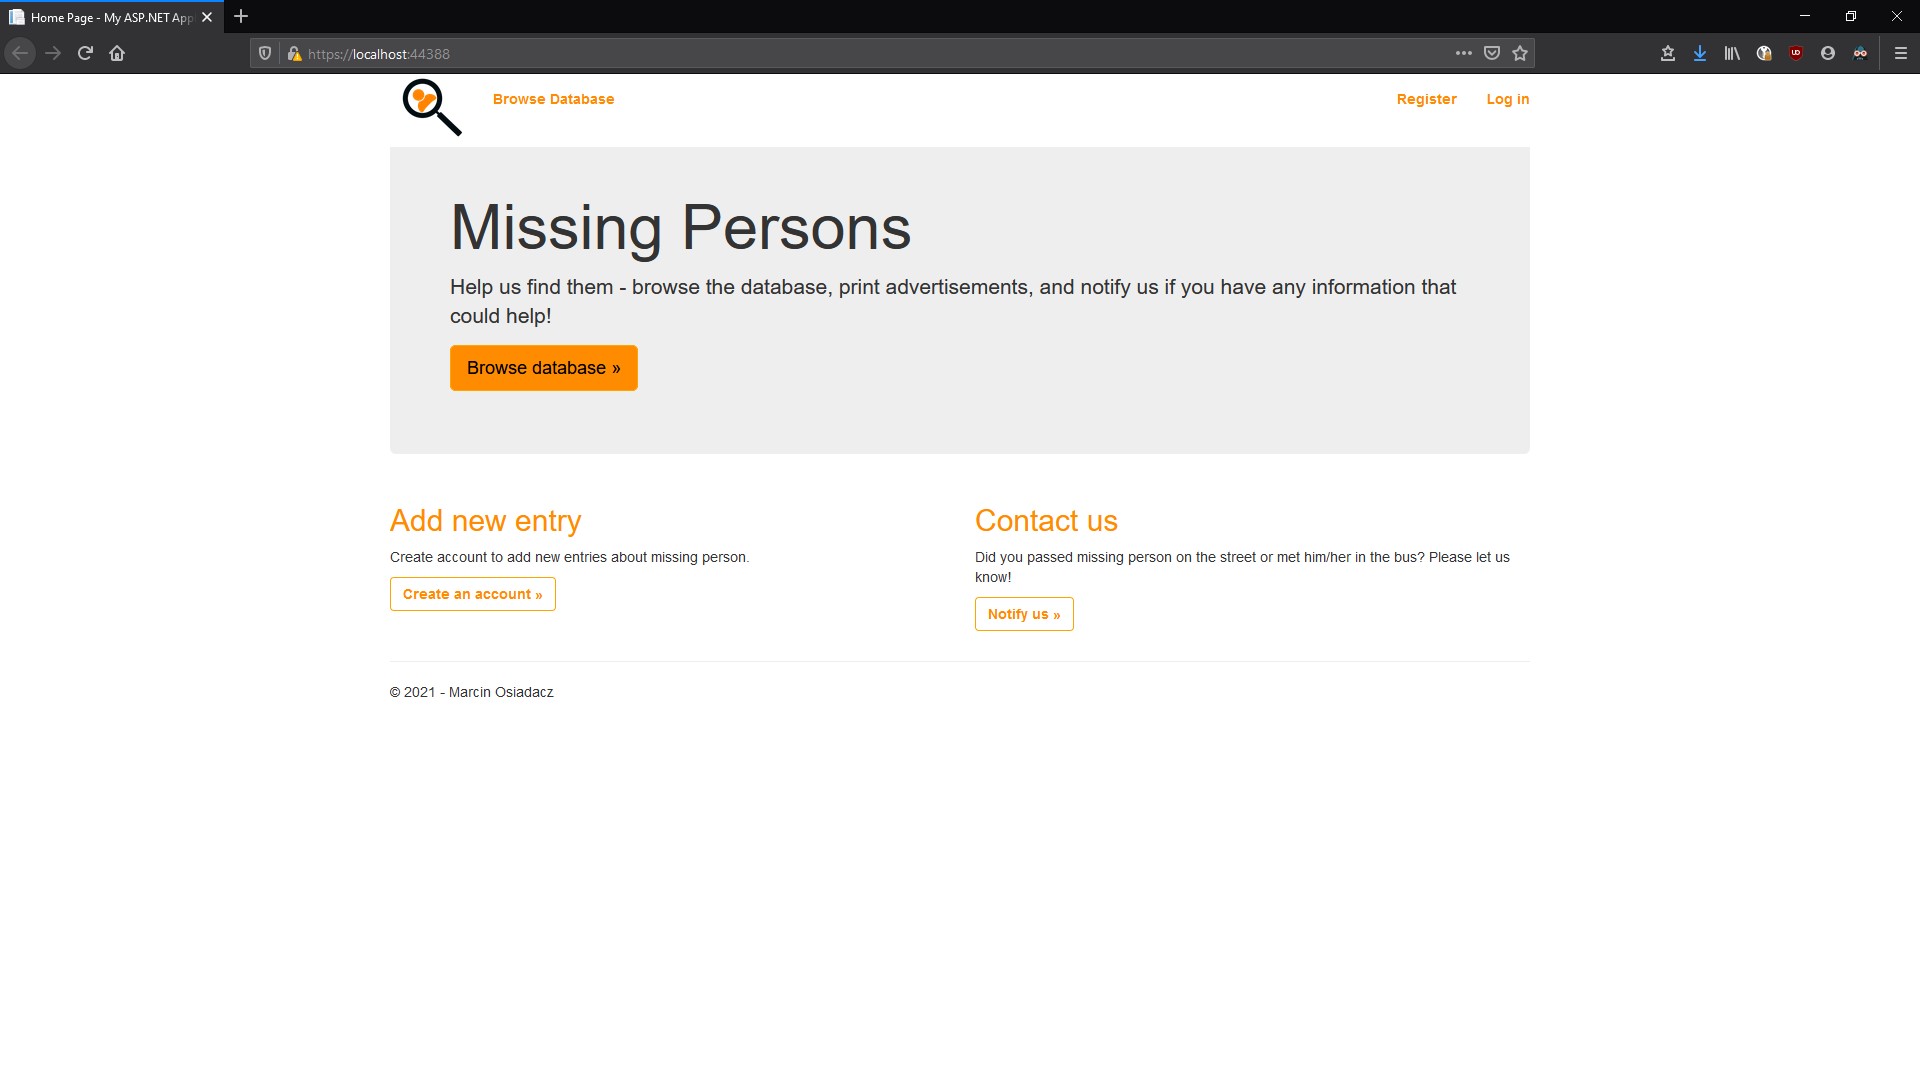 Home Page - My ASP.NET App
https://localhost:44388
Browse Database
Register
Log in
Missing Persons
Help us find them - browse the database, print advertisements, and notify us if you have any information that
could help!
Browse database »
Add new entry
Create account to add new entries about missing person.
Create an account »
Contact us
Did you passed missing person on the street or met him/her in the bus? Please let us
know!
Notify us »
© 2021 - Marcin Osiadacz